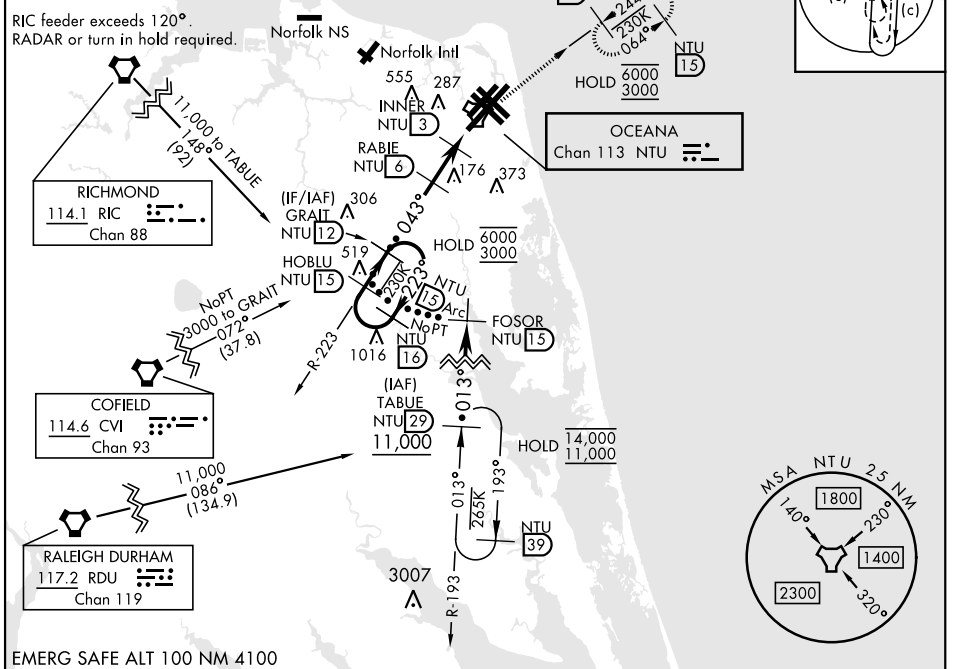 RIC feeder exceeds 120°.
RADAR or turn in hold required.
Norfolk NS
Norfolk Intl
244°
230K
064°
NTU
15
HOLD 6000
3000
(c)
555
287
INNER
NTU 3
OCEANA
Chan 113 NTU
RABIE
NTU 6
176
373
11,000 to TABUE
148°
(92)
RICHMOND
114.1 RIC
Chan 88
(IF/IAF)
GRAIT
NTU 12
306
043°
HOLD 6000
3000
HOBLU
NTU 15
519
230K
223°
NTU
15 Arc
NoPT
FOSOR
NTU 15
NoPT
3000 to GRAIT
072°
(37.8)
R-223
1016
NTU
16
COFIELD
114.6 CVI
Chan 93
(IAF)
TABUE
NTU 29
11,000
013°
HOLD 14,000
11,000
013°
265K
193°
NTU
39
11,000
086°
(134.9)
RALEIGH DURHAM
117.2 RDU
Chan 119
3007
R-193
MSA NTU 25 NM
1800
140°
230°
1400
2300
320°
EMERG SAFE ALT 100 NM 4100